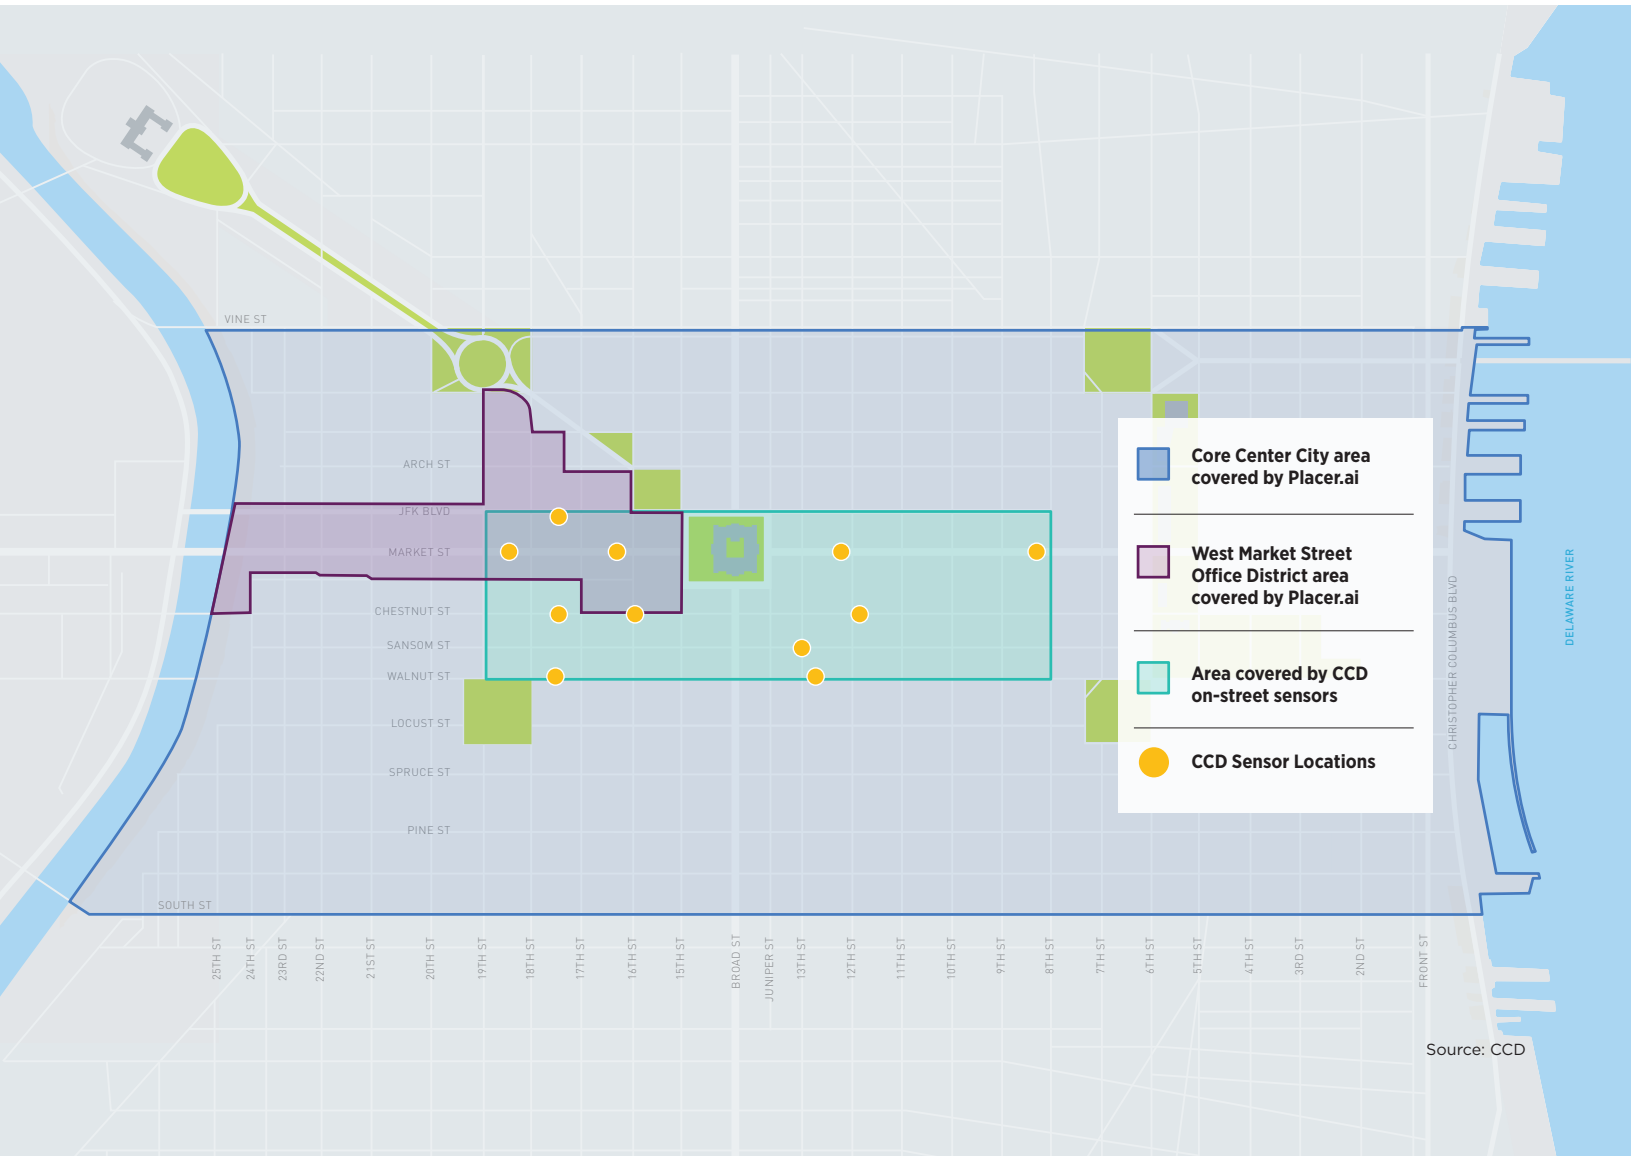 VINE ST
ARCH ST
JFK BLVD
MARKET ST
CHESTNUT ST
SANSOM ST
WALNUT ST
LOCUST ST
SPRUCE ST
PINE ST
SOUTH ST
Core Center City area
covered by Placer.ai
West Market Street
Office District area
covered by Placer.ai
Area covered by CCD
on-street sensors
CCD Sensor Locations
CHRISTOPHER COLUMBUS BLVD
DELAWARE RIVER
25TH ST
24TH ST
23RD ST
22ND ST
21ST ST
20TH ST
19TH ST
18TH ST
17TH ST
16TH ST
15TH ST
BROAD ST
JUNIPER ST
13TH ST
12TH ST
11TH ST
10TH ST
9TH ST
8TH ST
7TH ST
6TH ST
5TH ST
4TH ST
3RD ST
2ND ST
FRONT ST
Source: CCD